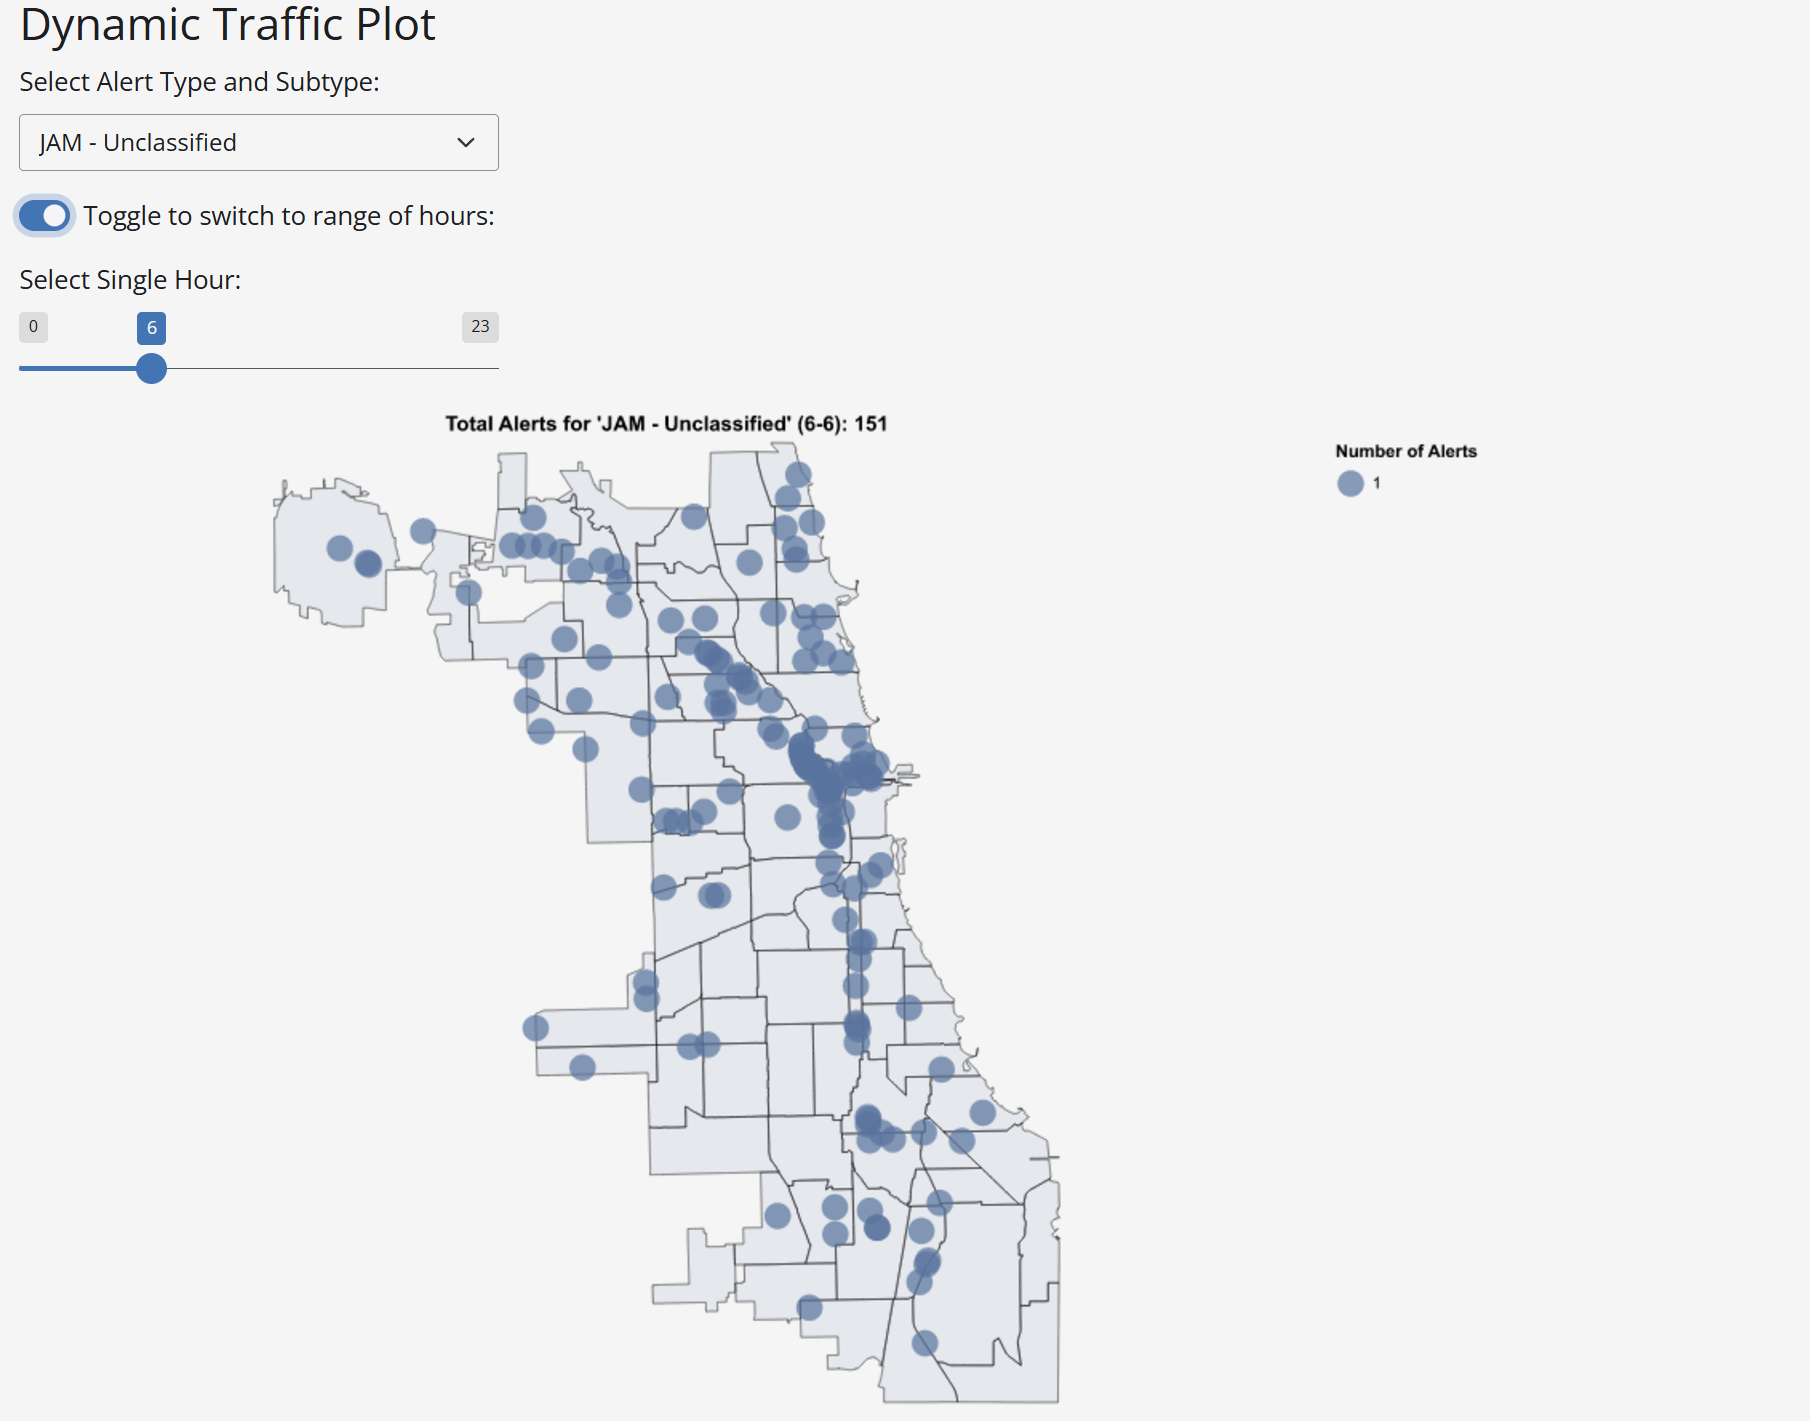 Dynamic Traffic Plot
Select Alert Type and Subtype:
JAM - Unclassified
Toggle to switch to range of hours:
Select Single Hour:
0 6 23
Total Alerts for 'JAM - Unclassified' (6-6): 151
Number of Alerts
1